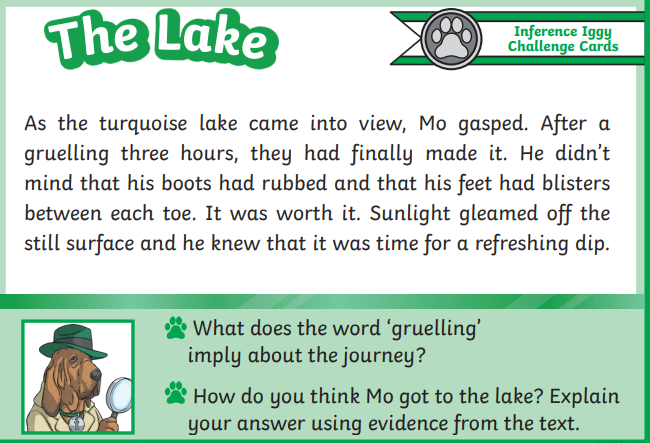 The Lake
Inference Iggy
Challenge Cards
As the turquoise lake came into view, Mo gasped. After a
gruelling three hours, they had finally made it. He didn't
mind that his boots had rubbed and that his feet had blisters
between each toe. It was worth it. Sunlight gleamed off the
still surface and he knew that it was time for a refreshing dip.
What does the word ‘gruelling’
imply about the journey?
How do you think Mo got to the lake? Explain
your answer using evidence from the text.